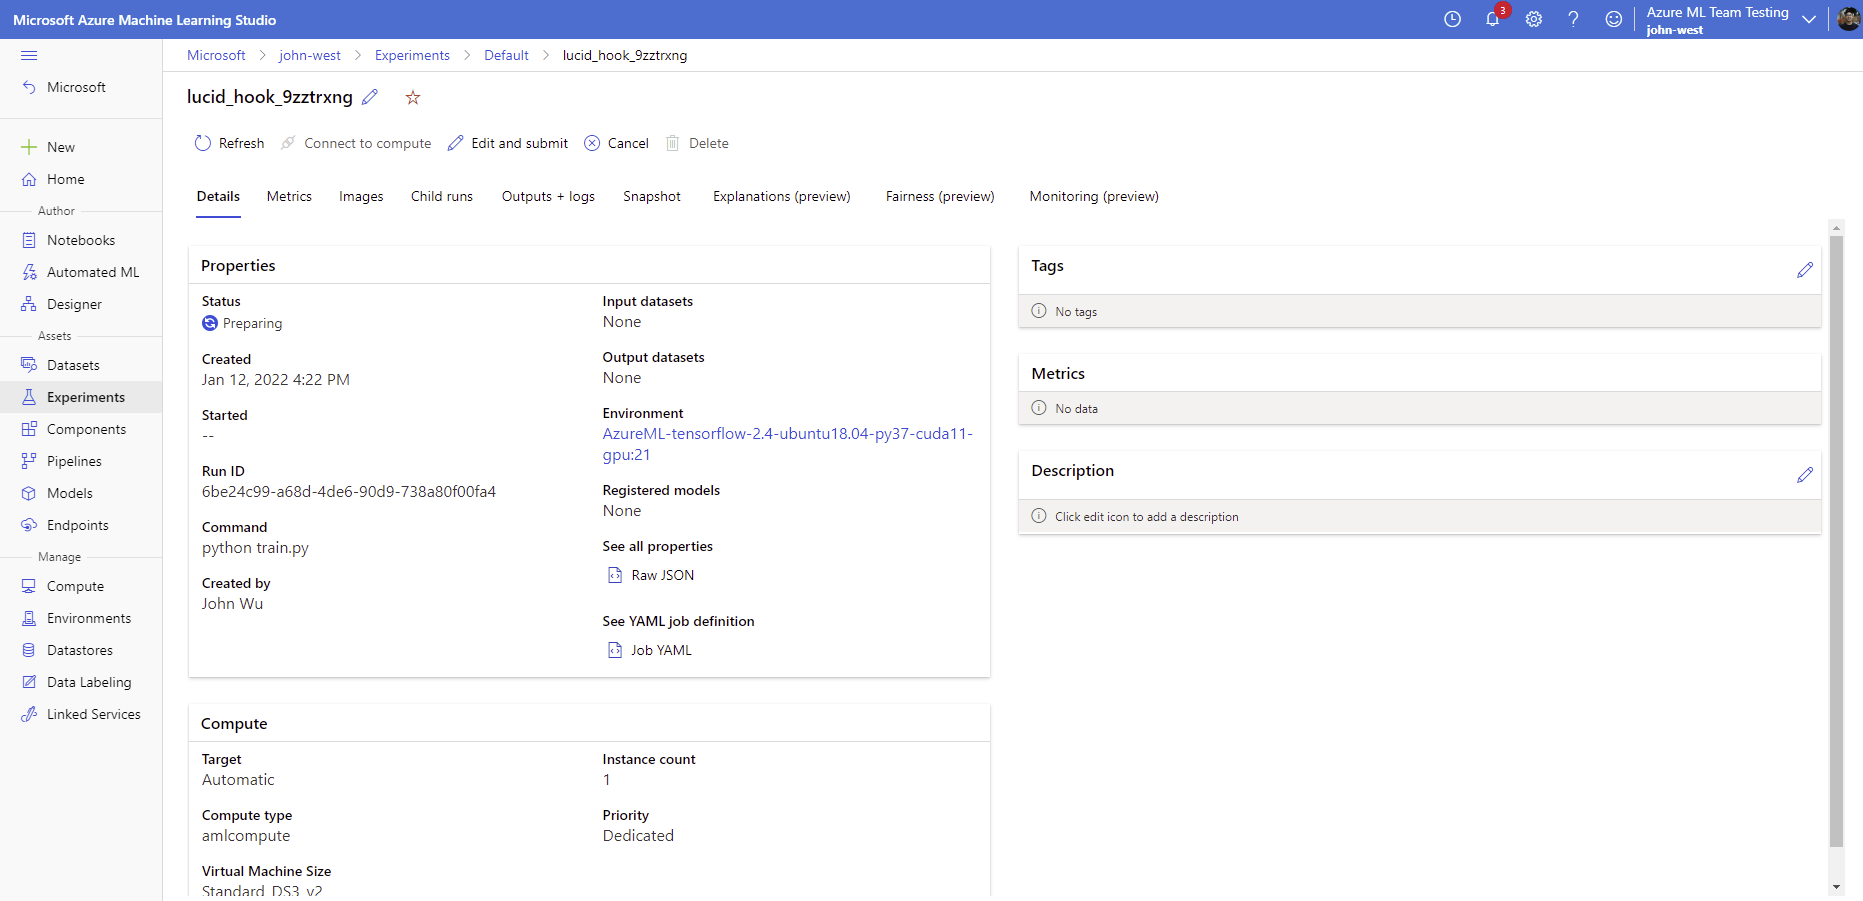 Microsoft Azure Machine Learning Studio
3
Azure ML Team Testing
john-west
Microsoft
john-west
Experiments
Default
lucid_hook_9zztrxng
Microsoft
New
Home
Author
Notebooks
Automated ML
Designer
Assets
Datasets
Experiments
Components
Pipelines
Models
Endpoints
Manage
Compute
Environments
Datastores
Data Labeling
Linked Services
lucid_hook_9zztrxng
Refresh
Connect to compute
Edit and submit
Cancel
Delete
Details
Metrics
Images
Child runs
Outputs + logs
Snapshot
Explanations (preview)
Fairness (preview)
Monitoring (preview)
Properties
Status
Preparing
Created
Jan 12, 2022 4:22 PM
Started
--
Run ID
6be24c99-a68d-4de6-90d9-738a80f00fa4
Command
python train.py
Created by
John Wu
Input datasets
None
Output datasets
None
Environment
AzureML-tensorflow-2.4-ubuntu18.04-py37-cuda11-
gpu:21
Registered models
None
See all properties
Raw JSON
See YAML job definition
Job YAML
Compute
Target
Automatic
Compute type
amlcompute
Virtual Machine Size
Standard_DS3_v2
Instance count
1
Priority
Dedicated
Tags
No tags
Metrics
No data
Description
Click edit icon to add a description